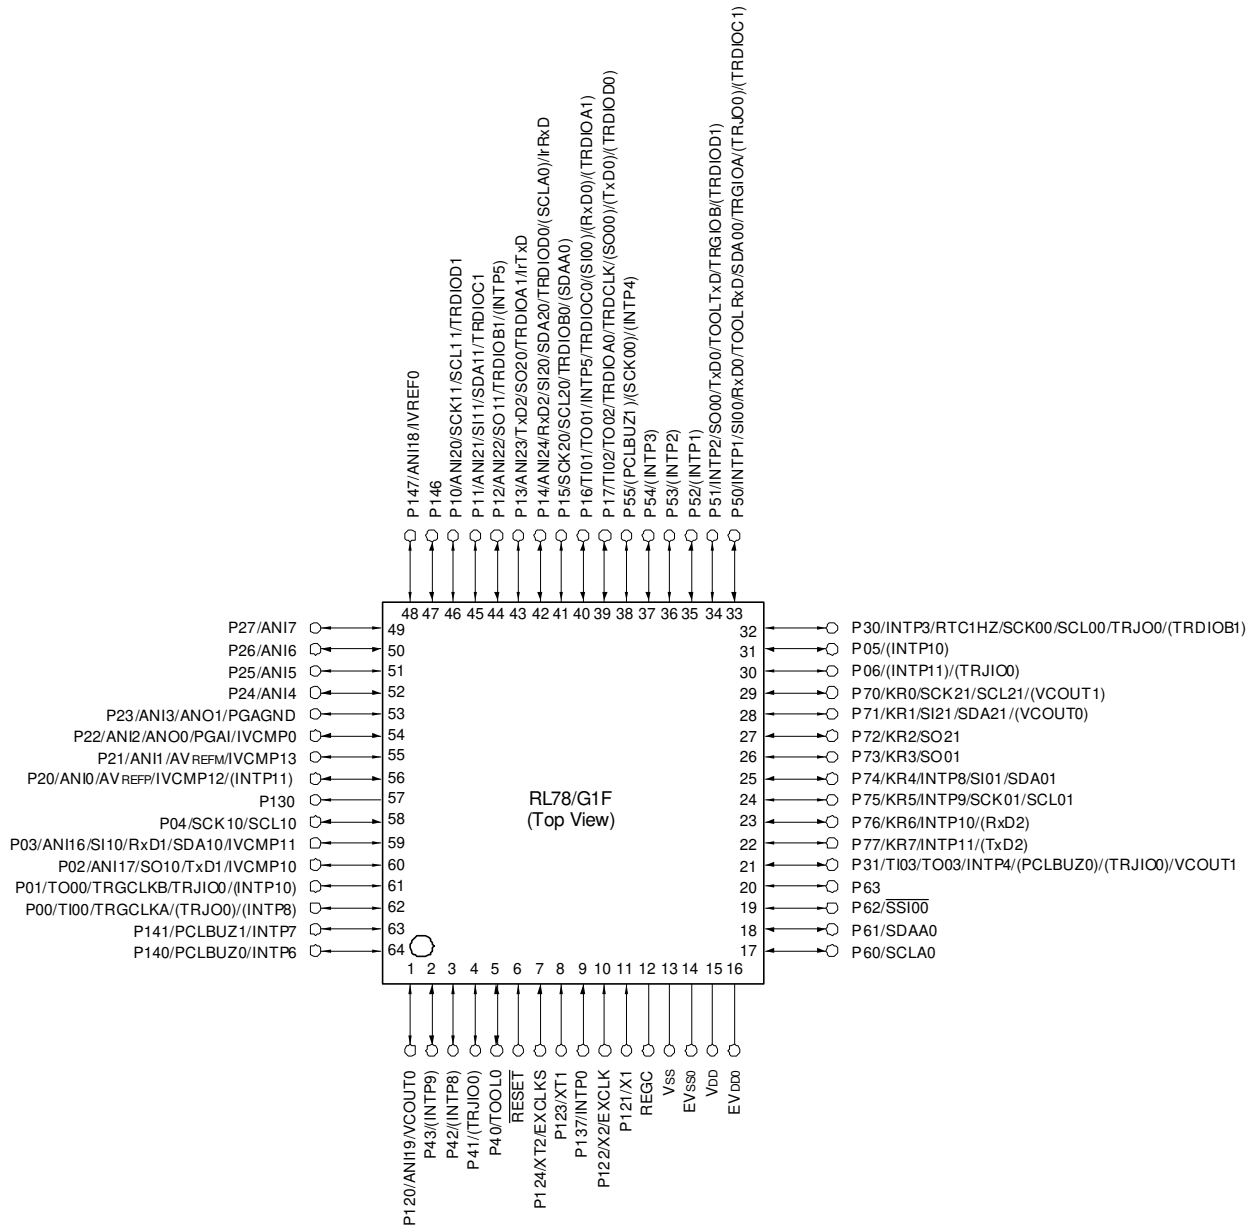 P147/ANI18/IVREF0
P146
P10/ANI20/SCK11/SCL11/TRDIOD1
P11/ANI21/SI11/SDA11/TRDIOC1
P12/ANI22/SO11/TRDIOB1/(INTP5)
P13/ANI23/TxD2/SO20/TRDIOA1/IrTxD
P14/ANI24/RxD2/SI20/SDA20/TRDIOD0/(SCLA0)/IrRxD
P15/SCK20/SCL20/TRDIOB0/(SDAA0)
P16/TI01/TO01/INTP5/TRDIOC0/(SI00)/(RxD0)/(TRDIOA1)
P17/TI02/TO02/TRDIOA0/TRDCLK/(SO00)/(TxD0)/(TRDIOD0)
P55/(PCLBUZ1)/(SCK00)/(INTP4)
P54/(INTP3)
P53/(INTP2)
P52/(INTP1)
P51/INTP2/SO00/TxD0/TOOLTxD/TRGIOB/(TRDIOD1)
P50/INTP1/SI00/RxD0/TOOLRxD/SDA00/TRGIOA/(TRJO0)/(TRDIOC1)
48 47 46 45 44 43 42 41 40 39 38 37 36 35 34 33
P27/ANI7 49
P26/ANI6 50
P25/ANI5 51
P24/ANI4 52
P23/ANI3/ANO1/PGAGND 53
P22/ANI2/ANO0/PGAI/IVCMP0 54
P21/ANI1/AVREFM/IVCMP13 55
P20/ANI0/AVREFP/IVCMP12/(INTP11) 56
P130 57
P04/SCK10/SCL10 58
P03/ANI16/SI10/RxD1/SDA10/IVCMP11 59
P02/ANI17/SO10/TxD1/IVCMP10 60
P01/TO00/TRGCLKB/TRJIO0/(INTP10) 61
P00/TI00/TRGCLKA/(TRJO0)/(INTP8) 62
P141/PCLBUZ1/INTP7 63
P140/PCLBUZ0/INTP6 64
RL78/G1F
(Top View)
32 P30/INTP3/RTC1HZ/SCK00/SCL00/TRJO0/(TRDIOB1)
31 P05/(INTP10)
30 P06/(INTP11)/(TRJIO0)
29 P70/KR0/SCK21/SCL21/(VCOUT1)
28 P71/KR1/SI21/SDA21/(VCOUT0)
27 P72/KR2/SO21
26 P73/KR3/SO01
25 P74/KR4/INTP8/SI01/SDA01
24 P75/KR5/INTP9/SCK01/SCL01
23 P76/KR6/INTP10/(RxD2)
22 P77/KR7/INTP11/(TxD2)
21 P31/TI03/TO03/INTP4/(PCLBUZ0)/(TRJIO0)/VCOUT1
20 P63
19 P62/SSI00
18 P61/SDAA0
17 P60/SCLA0
1 2 3 4 5 6 7 8 9 10 11 12 13 14 15 16
P120/ANI19/VCOUT0
P43/(INTP9)
P42/(INTP8)
P41/(TRJIO0)
P40/TOOL0
RESET
P124/XT2/EXCLKS
P123/XT1
P137/INTP0
P122/X2/EXCLK
P121/X1
REGC
VSS
EVSS0
VDD
EVDD0